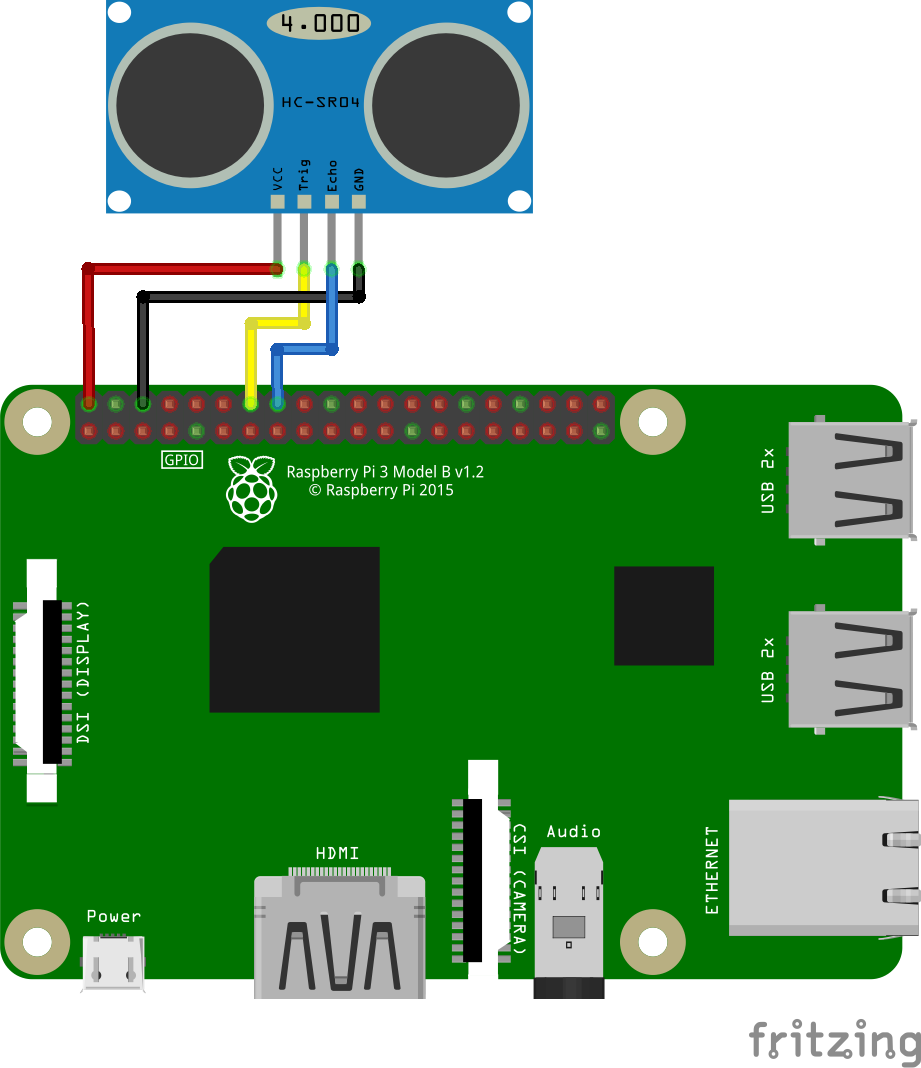 4.000
HC-SR04
VCC
Trig
Echo
GND
GPIO
Raspberry Pi 3 Model B v1.2
© Raspberry Pi 2015
USB 2x
DSI (DISPLAY)
USB 2x
HDMI
CSI (CAMERA)
Audio
ETHERNET
Power
fritzing